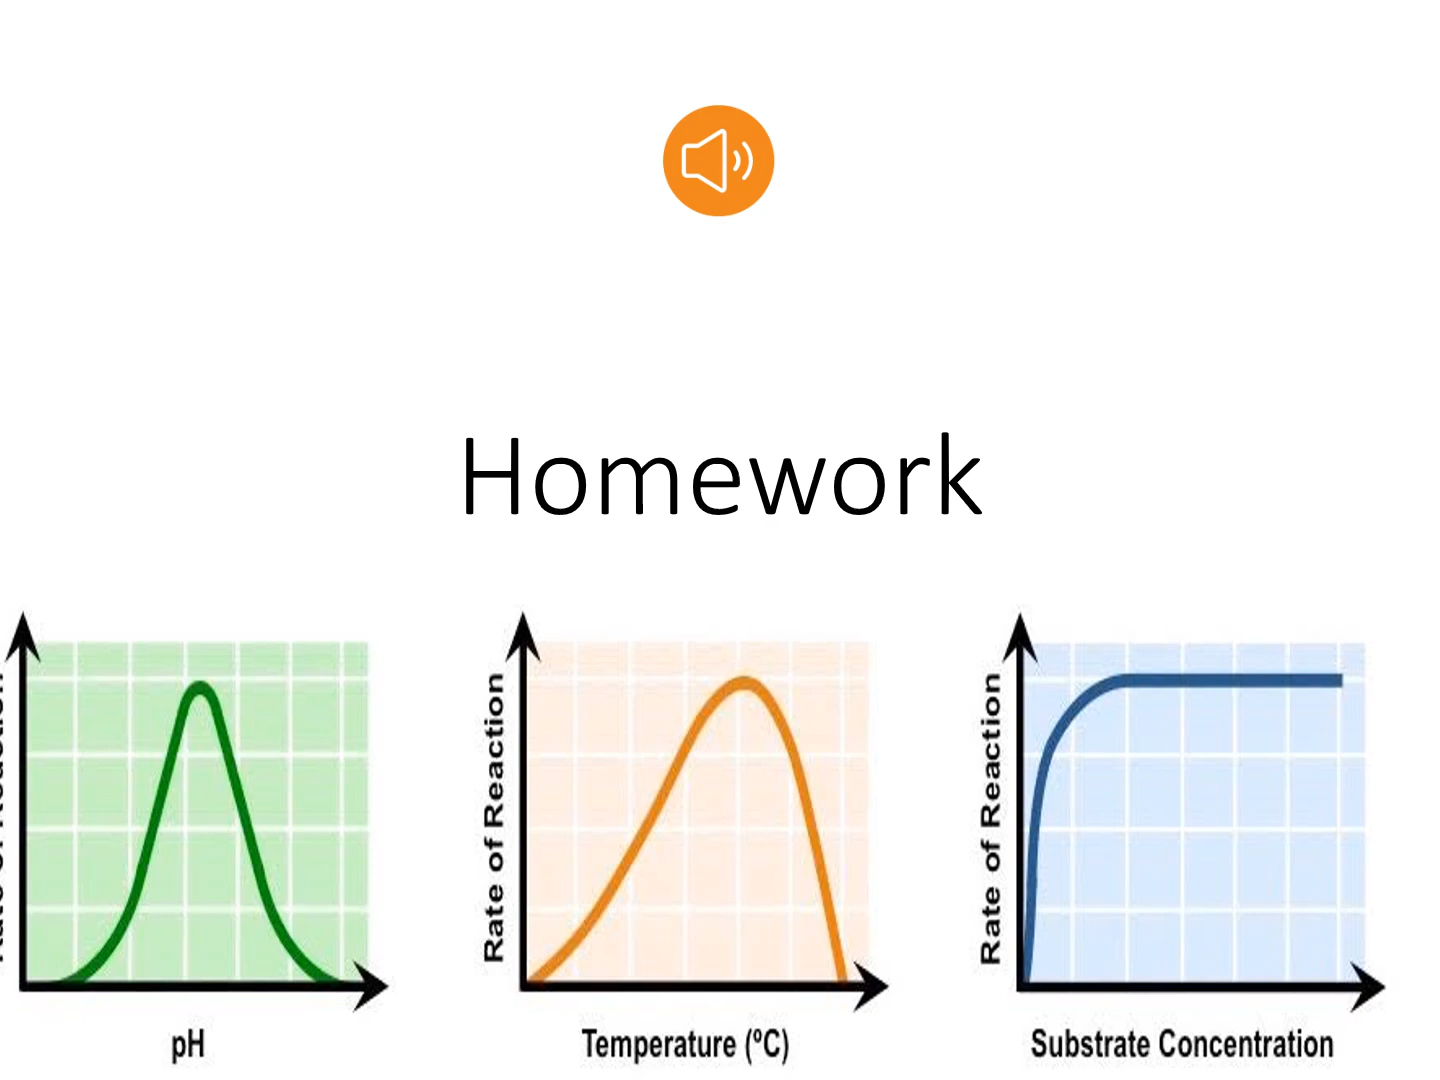 Homework
Rate of Reaction
Rate of Reaction
pH
Temperature (ºC)
Substrate Concentration